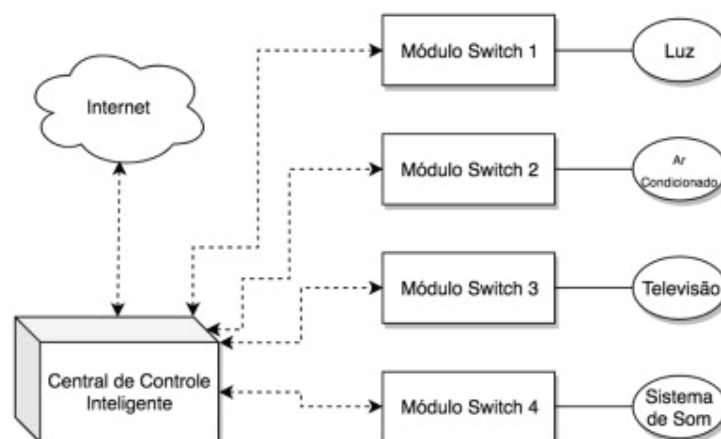 Módulo Switch 1
Luz
Internet
Módulo Switch 2
Ar
Condicionado
Módulo Switch 3
Televisão
Central de Controle
Inteligente
Módulo Switch 4
Sistema
de Som